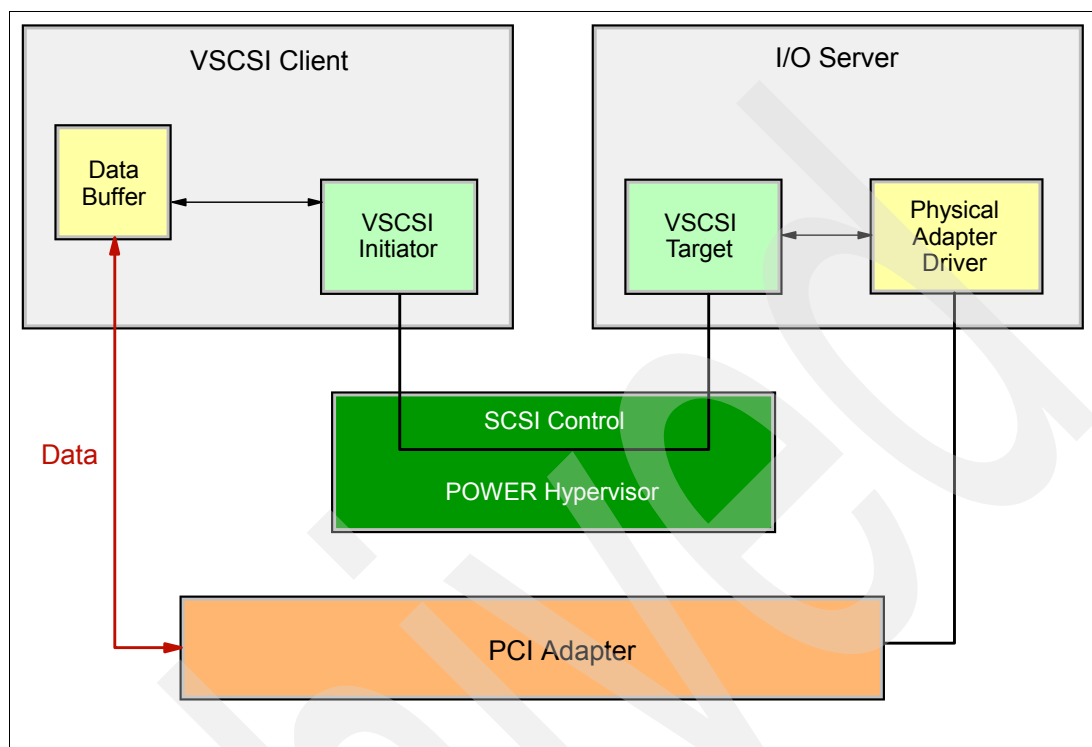 VSCSI Client
I/O Server
Data
Buffer
VSCSI
Initiator
VSCSI
Target
Physical
Adapter
Driver
SCSI Control
POWER Hypervisor
Data
PCI Adapter